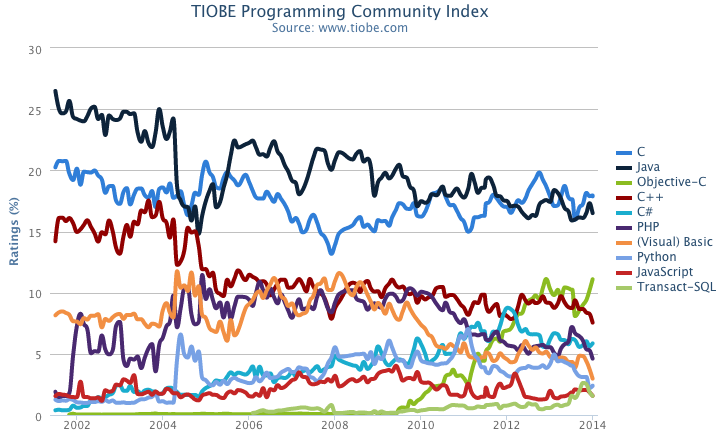 TIOBE Programming Community Index
Source: www.tiobe.com
Ratings (%)
30
25
20
15
10
5
0
2002
2004
2006
2008
2010
2012
2014
C
Java
Objective-C
C++
C#
PHP
(Visual) Basic
Python
JavaScript
Transact-SQL